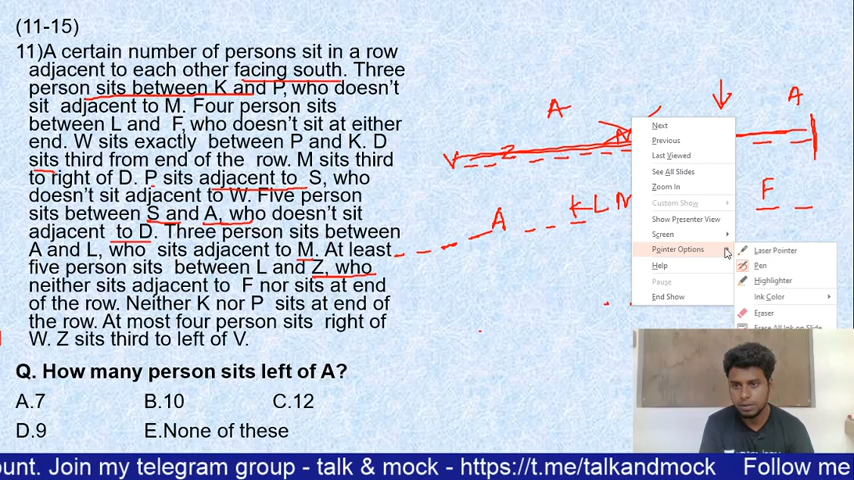 (11-15)
11)A certain number of persons sit in a row
adjacent to each other facing south. Three
person sits between K and P, who doesn't
sit adjacent to M. Four person sits
between L and F, who doesn't sit at either
end. W sits exactly between P and K. D
sits third from end of the row. M sits third
to right of D. P sits adjacent to S, who
doesn't sit adjacent to W. Five person
sits between S and A, who doesn't sit
adjacent to D. Three person sits between
A and L, who sits adjacent to M. At least
five person sits between L and Z, who
neither sits adjacent to F nor sits at end
of the row. Neither K nor P sits at end of
the row. At most four person sits right of
W. Z sits third to left of V.
Q. How many person sits left of A?
A.7 B.10 C.12
D.9 E.None of these
A A
V Z
A K L M F
Next
Previous
Last Viewed
See All Slides
Zoom In
Custom Show
Show Presenter View
Screen
Pointer Options
Help
Pause
End Show
Laser Pointer
Pen
Highlighter
Ink Color
Eraser
Erase All Ink on Slide
ount. Join my telegram group - talk & mock - https://t.me/talkandmock Follow me